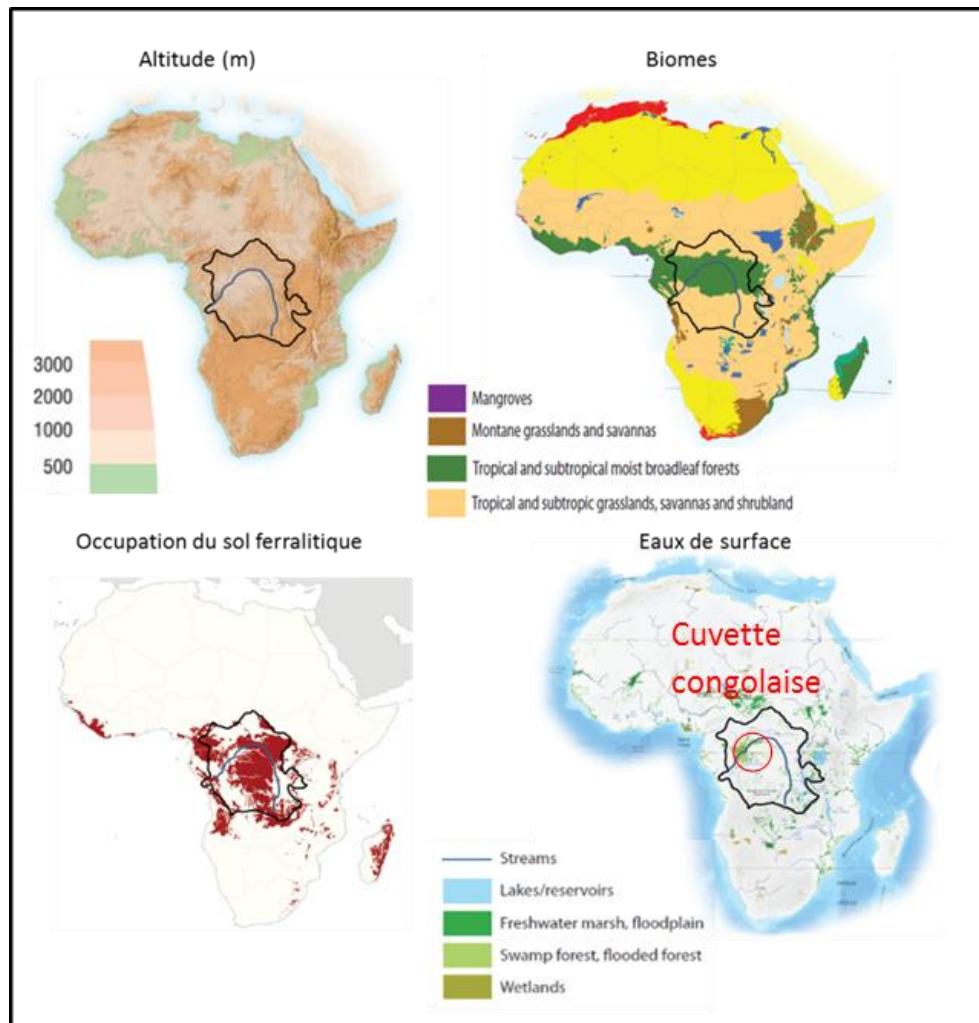 Altitude (m)
Biomes
3000
2000
1000
500
Mangroves
Montane grasslands and savannas
Tropical and subtropical moist broadleaf forests
Tropical and subtropic grasslands, savannas and shrubland
Occupation du sol ferralitique
Eaux de surface
Cuvette
congolaise
Streams
Lakes/reservoirs
Freshwater marsh, floodplain
Swamp forest, flooded forest
Wetlands